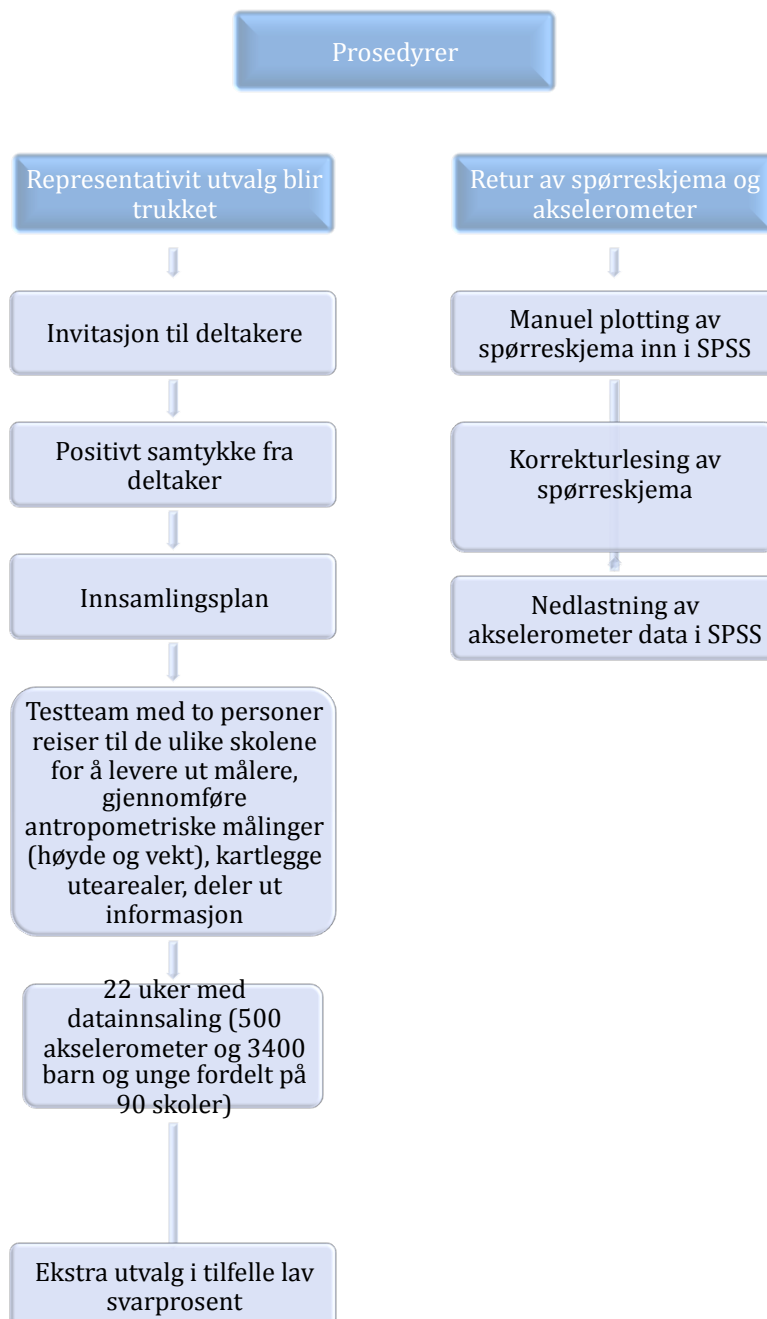 Prosedyrer
Representativit utvalg blir
trukket
Invitasjon til deltakere
Positivt samtykke fra
deltaker
Innsamlingsplan
Testteam med to personer
reiser til de ulike skolene
for å levere ut målere,
gjennomføre
antropometriske målinger
(høyde og vekt), kartlegge
utearealer, deler ut
informasjon
22 uker med
datainnsaling (500
akselerometer og 3400
barn og unge fordelt på
90 skoler)
Ekstra utvalg i tilfelle lav
svarprosent
Retur av spørreskjema og
akselerometer
Manuel plotting av
spørreskjema inn i SPSS
Korrekturlesing av
spørreskjema
Nedlastning av
akselerometer data i SPSS